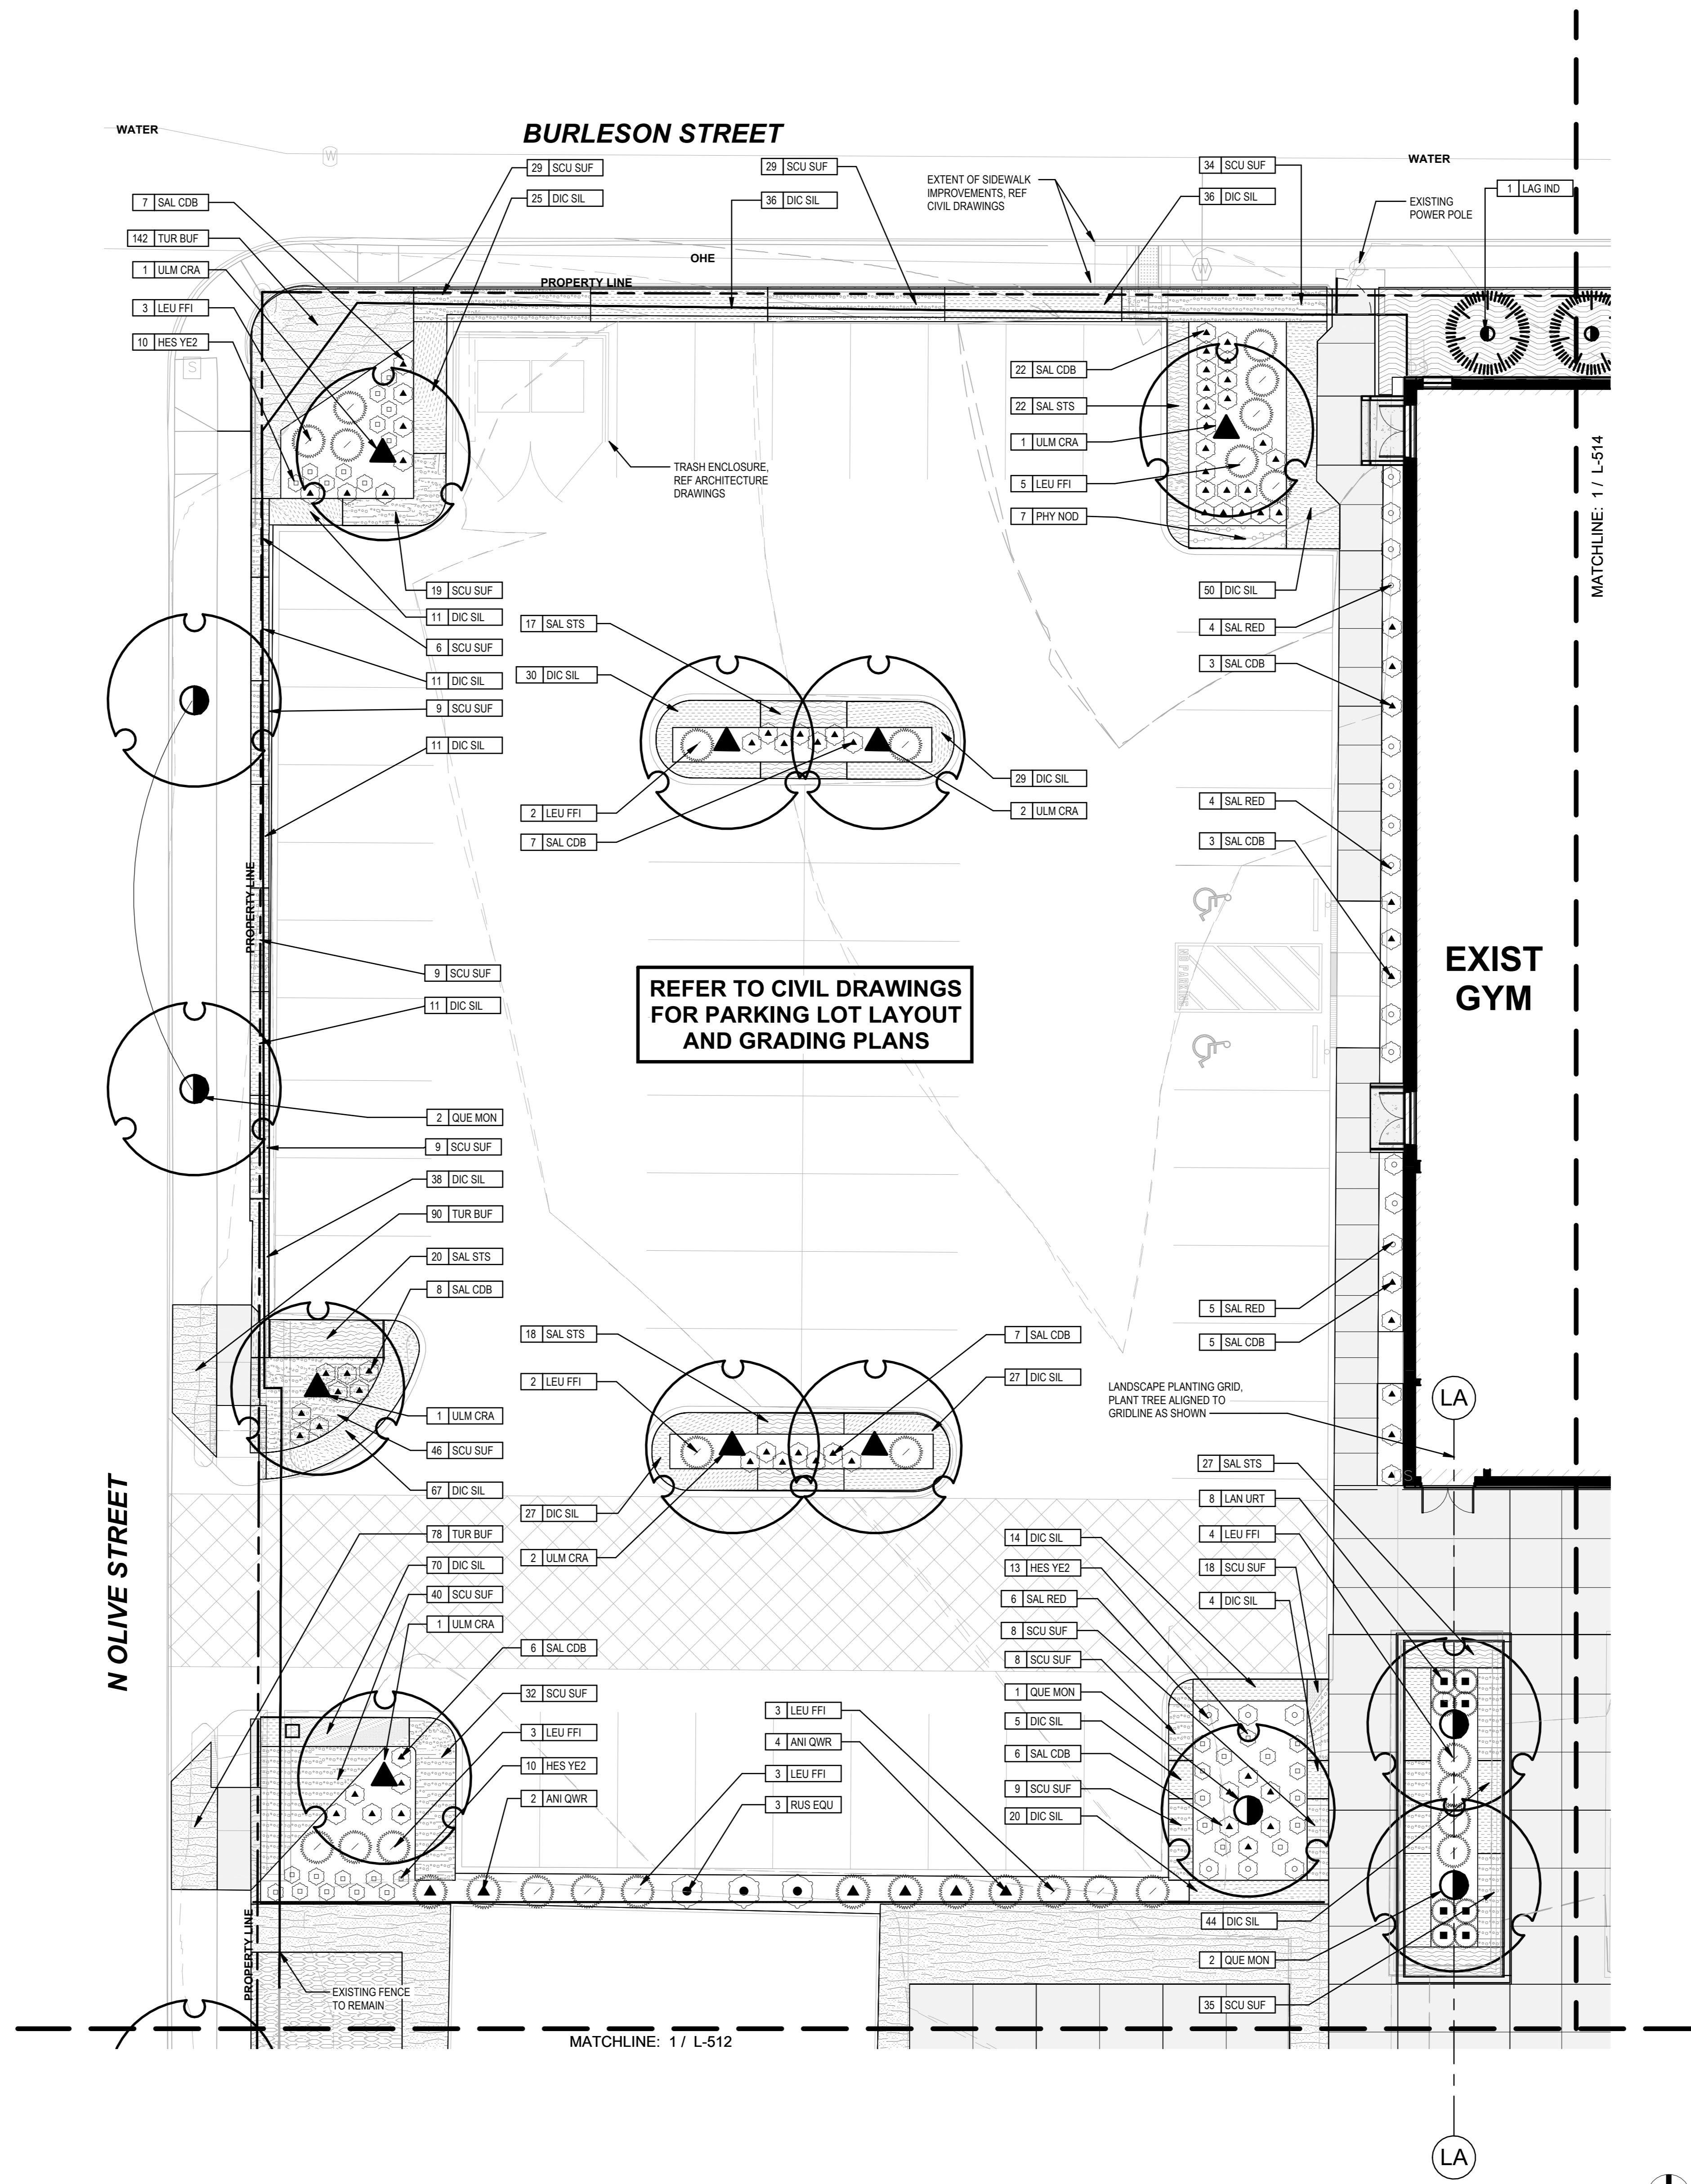 BURLESON STREET
WATER
W
WATER
29 SCU SUF
25 DIC SIL
29 SCU SUF
36 DIC SIL
EXTENT OF SIDEWALK
IMPROVEMENTS, REF
CIVIL DRAWINGS
34 SCU SUF
36 DIC SIL
1 LAG IND
EXISTING
POWER POLE
7 SAL CDB
142 TUR BUF
1 ULM CRA
3 LEU FFI
10 HES YE2
OHE
PROPERTY LINE
W
S
22 SAL CDB
22 SAL STS
1 ULM CRA
5 LEU FFI
7 PHY NOD
TRASH ENCLOSURE,
REF ARCHITECTURE
DRAWINGS
MATCHLINE: 1 / L-514
19 SCU SUF
11 DIC SIL
6 SCU SUF
11 DIC SIL
9 SCU SUF
11 DIC SIL
17 SAL STS
30 DIC SIL
50 DIC SIL
4 SAL RED
3 SAL CDB
29 DIC SIL
2 ULM CRA
2 LEU FFI
7 SAL CDB
4 SAL RED
3 SAL CDB
PROPERTY LINE
9 SCU SUF
11 DIC SIL
REFER TO CIVIL DRAWINGS
FOR PARKING LOT LAYOUT
AND GRADING PLANS
NO PARKING
EXIST
GYM
2 QUE MON
9 SCU SUF
38 DIC SIL
90 TUR BUF
20 SAL STS
8 SAL CDB
18 SAL STS
2 LEU FFI
7 SAL CDB
27 DIC SIL
5 SAL RED
5 SAL CDB
LANDSCAPE PLANTING GRID,
PLANT TREE ALIGNED TO
GRIDLINE AS SHOWN
LA
1 ULM CRA
46 SCU SUF
67 DIC SIL
27 DIC SIL
2 ULM CRA
S
N OLIVE STREET
78 TUR BUF
70 DIC SIL
40 SCU SUF
1 ULM CRA
6 SAL CDB
32 SCU SUF
3 LEU FFI
10 HES YE2
2 ANI QWR
3 LEU FFI
4 ANI QWR
3 LEU FFI
3 RUS EQU
14 DIC SIL
13 HES YE2
6 SAL RED
8 SCU SUF
8 SCU SUF
1 QUE MON
5 DIC SIL
6 SAL CDB
9 SCU SUF
20 DIC SIL
27 SAL STS
8 LAN URT
4 LEU FFI
18 SCU SUF
4 DIC SIL
44 DIC SIL
2 QUE MON
35 SCU SUF
PROPERTY LINE
EXISTING FENCE
TO REMAIN
MATCHLINE: 1 / L-512
LA